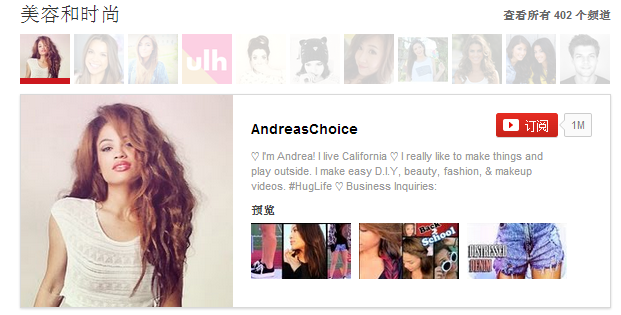 美容和时尚
查看所有 402 个频道
ulh
AndreasChoice
订阅
1M
♡ I'm Andrea! I live California ♡ I really like to make things and
play outside. I make easy D.I.Y, beauty, fashion, & makeup
videos. #HugLife ♡ Business Inquiries:
预览
Back
to
School
DISTRESSED
DENIM